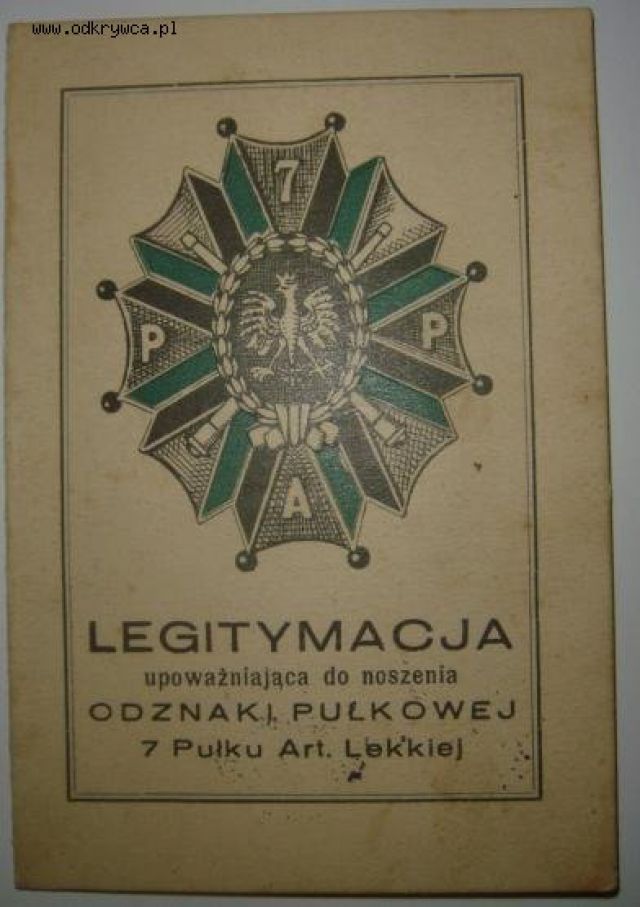 www.odkrywca.pl
7
P P
A
LEGITYMACJA
upoważniająca do noszenia
ODZNAKI PUŁKOWEJ
7 Pułku Art. Lekkiej